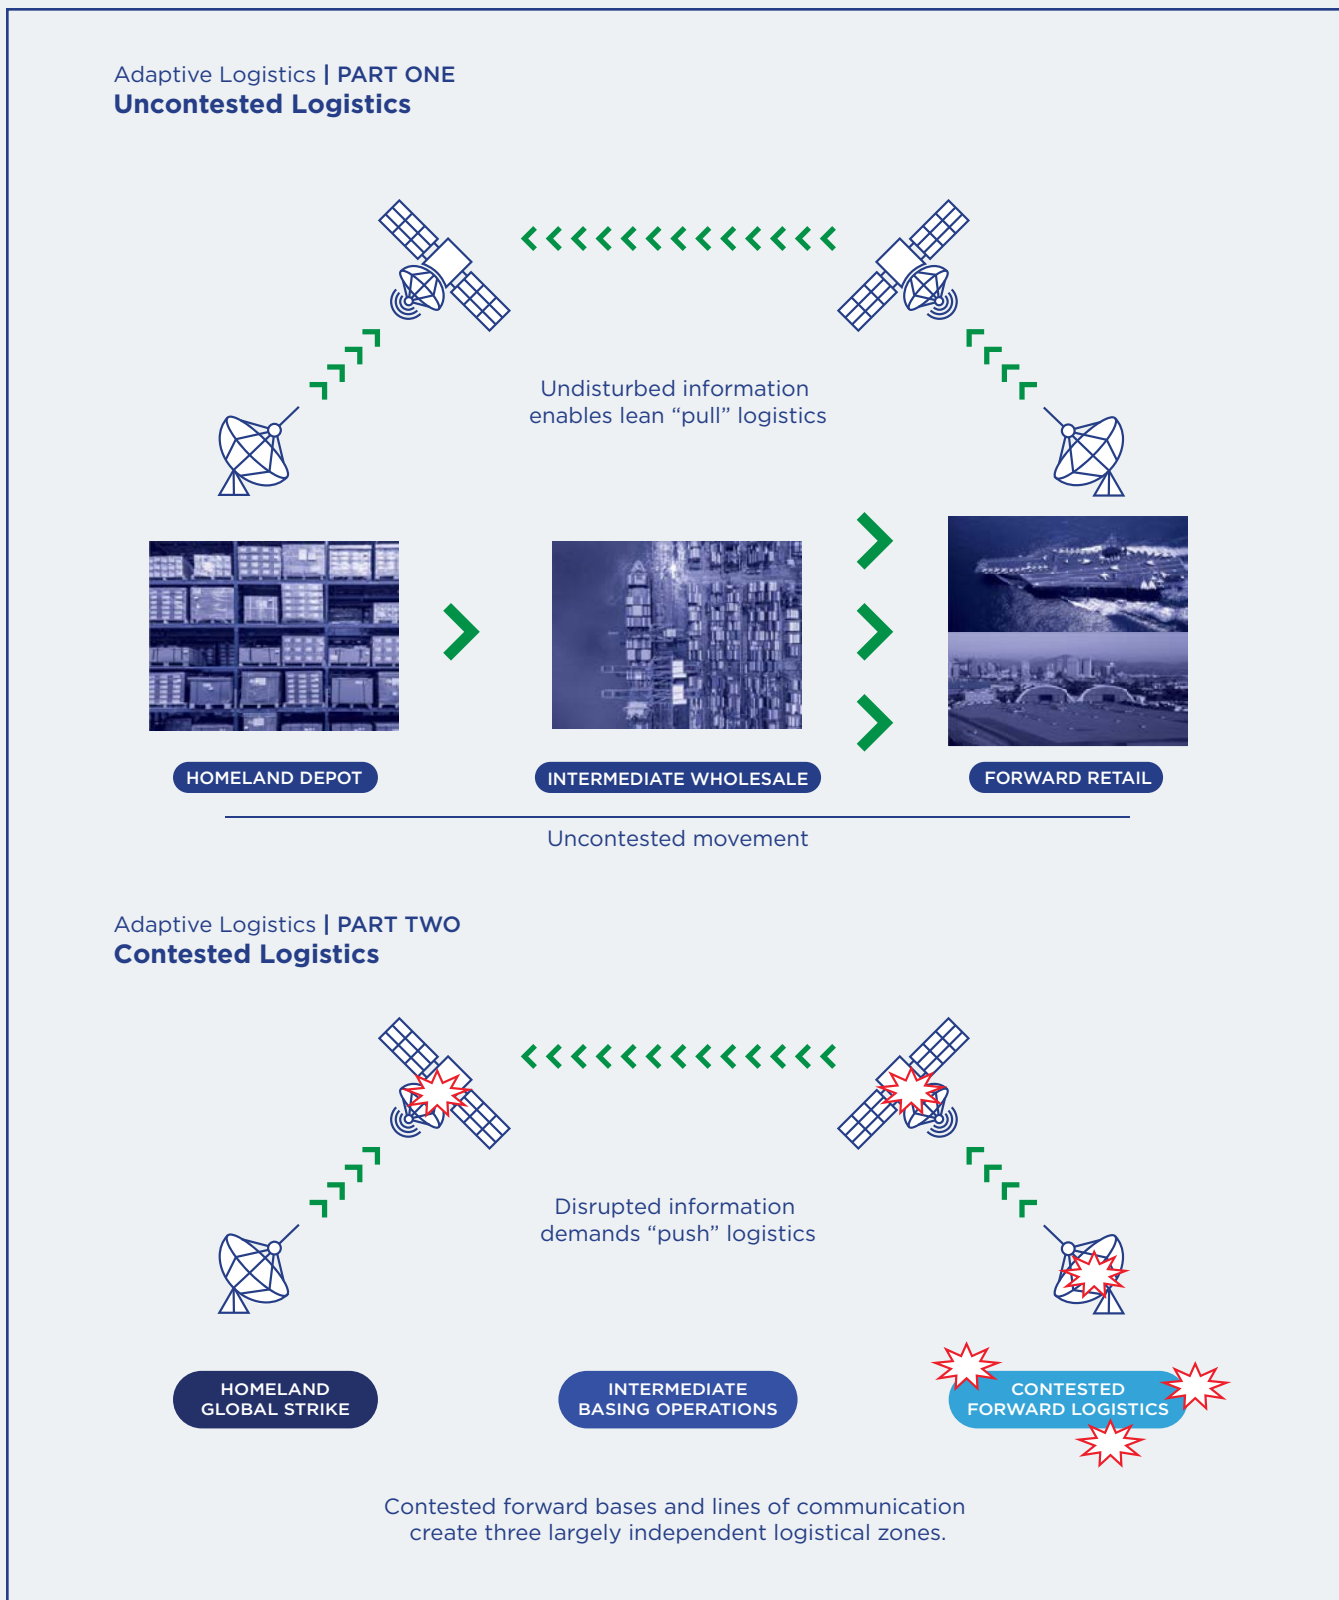 Adaptive Logistics | PART ONE
Uncontested Logistics
Undisturbed information
enables lean “pull” logistics
HOMELAND DEPOT
INTERMEDIATE WHOLESALE
FORWARD RETAIL
Uncontested movement
Adaptive Logistics | PART TWO
Contested Logistics
Disrupted information
demands “push” logistics
HOMELAND
GLOBAL STRIKE
INTERMEDIATE
BASING OPERATIONS
CONTESTED
FORWARD LOGISTICS
Contested forward bases and lines of communication
create three largely independent logistical zones.